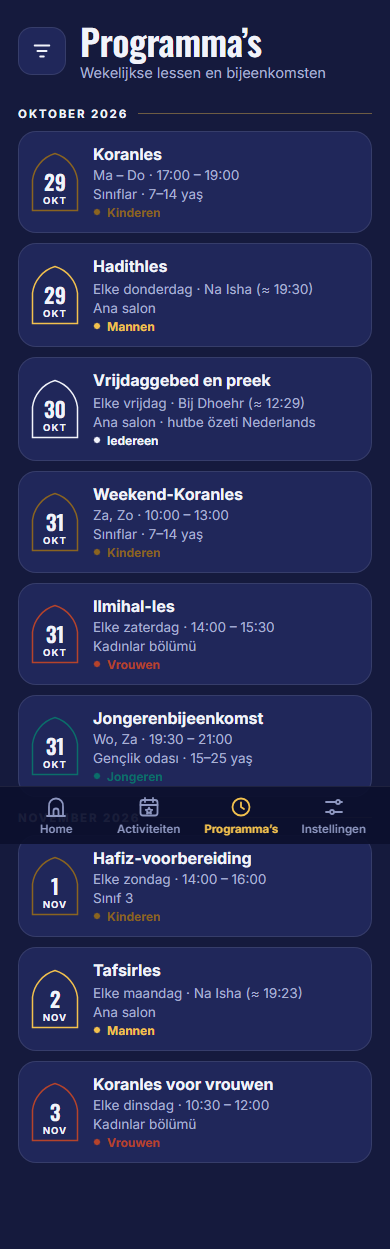 Programma's
Wekelijkse lessen en bijeenkomsten
OKTOBER 2026
29
OKT
Koranles
Ma – Do · 17:00 – 19:00
Sınıflar · 7–14 yaş
Kinderen
29
OKT
Hadithles
Elke donderdag · Na Isha (≈ 19:30)
Ana salon
Mannen
30
OKT
Vrijdaggebed en preek
Elke vrijdag · Bij Dhoehr (≈ 12:29)
Ana salon · hutbe özeti Nederlands
Iedereen
31
OKT
Weekend-Koranles
Za, Zo · 10:00 – 13:00
Sınıflar · 7–14 yaş
Kinderen
31
OKT
Ilmihal-les
Elke zaterdag · 14:00 – 15:30
Kadınlar bölümü
Vrouwen
31
OKT
Jongerenbijeenkomst
Wo, Za · 19:30 – 21:00
Gençlik odası · 15–25 yaş
Jongeren
NOVEMBER 2026
Home
Activiteiten
Programma's
Instellingen
1
NOV
Hafiz-voorbereiding
Elke zondag · 14:00 – 16:00
Sınıf 3
Kinderen
2
NOV
Tafsirles
Elke maandag · Na Isha (≈ 19:23)
Ana salon
Mannen
3
NOV
Koranles voor vrouwen
Elke dinsdag · 10:30 – 12:00
Kadınlar bölümü
Vrouwen